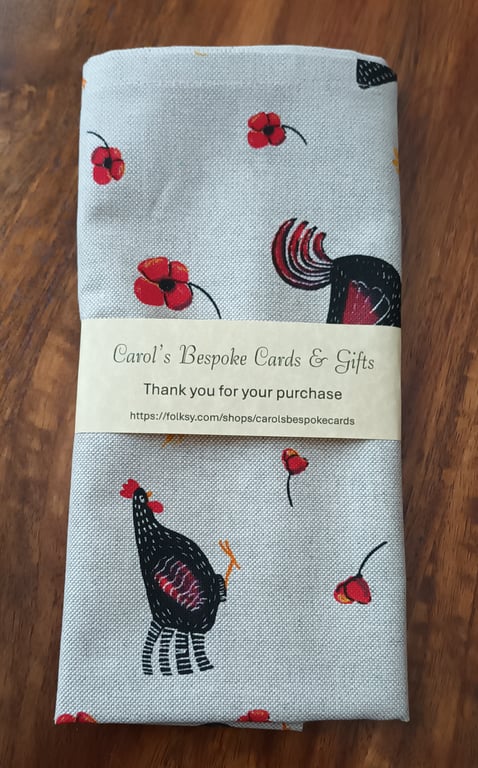 Carol's Bespoke Cards & Gifts
Thank you for your purchase
https://folksy.com/shops/carolsbespokecards